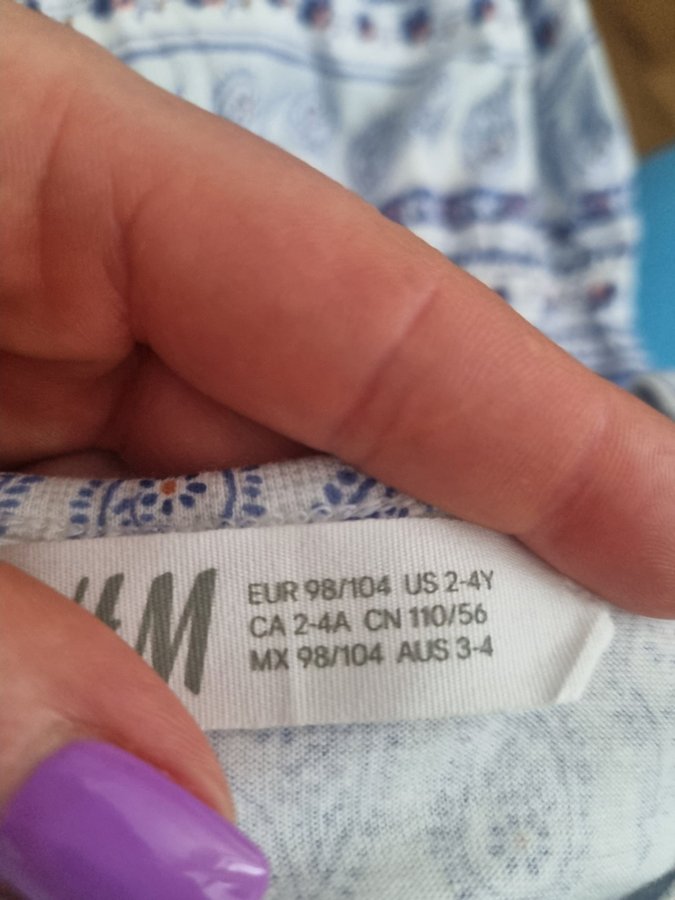 EUR 98/104 US 2-4Y
CA 2-4A CN 110/56
MX 98/104 AUS 3-4